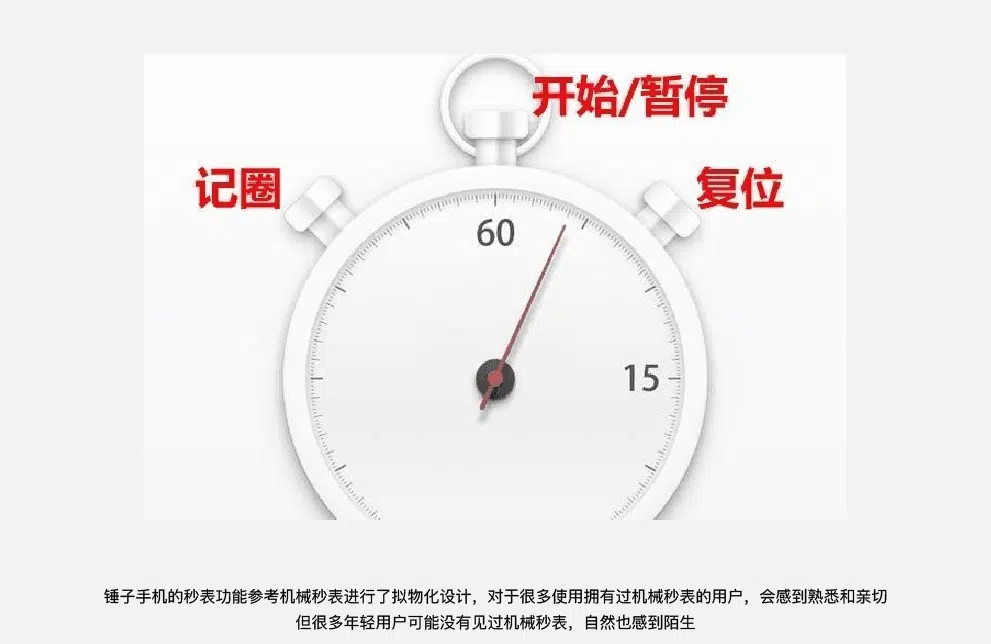 开始/暂停
记圈
复位
60
15
锤子手机的秒表功能参考机械秒表进行了拟物化设计，对于很多使用拥有过机械秒表的用户，会感到熟悉和亲切
但很多年轻用户可能没有见过机械秒表，自然也感到陌生